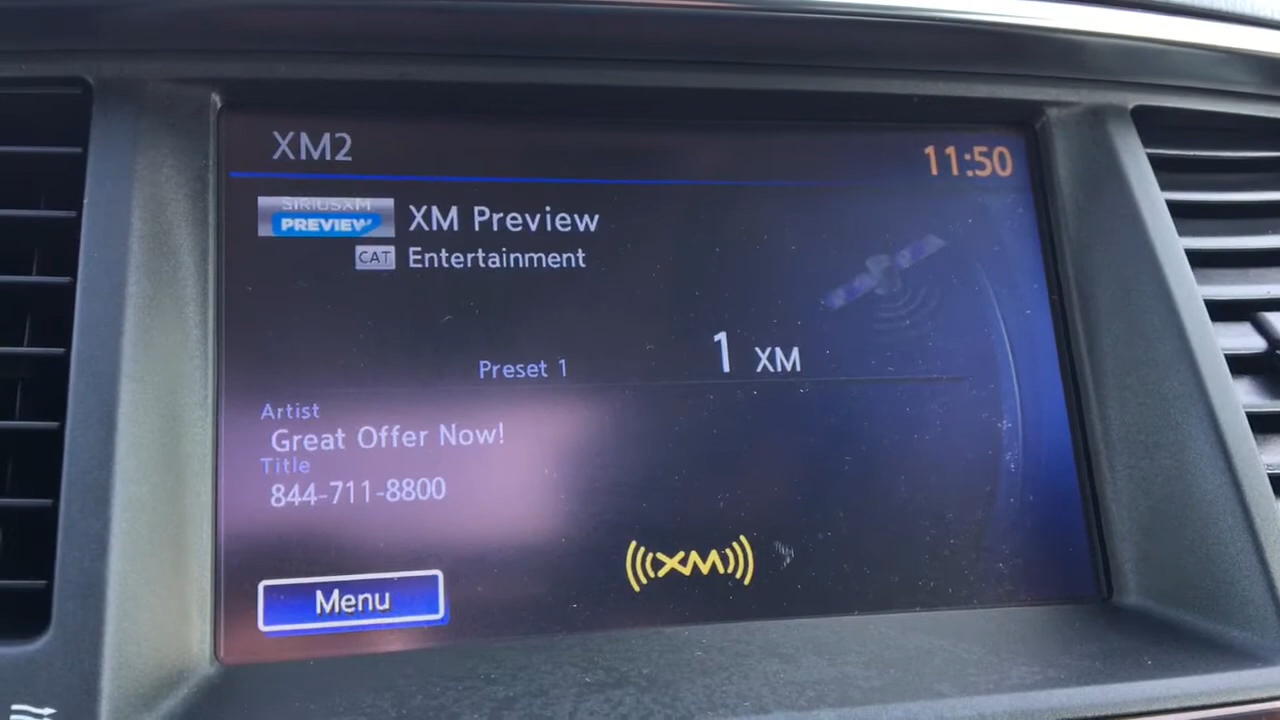 XM2
11:50
SIRIUSXM
PREVIEW
XM Preview
CAT Entertainment
Preset 1
1 XM
Artist
Great Offer Now!
Title
844-711-8800
((XM))
Menu